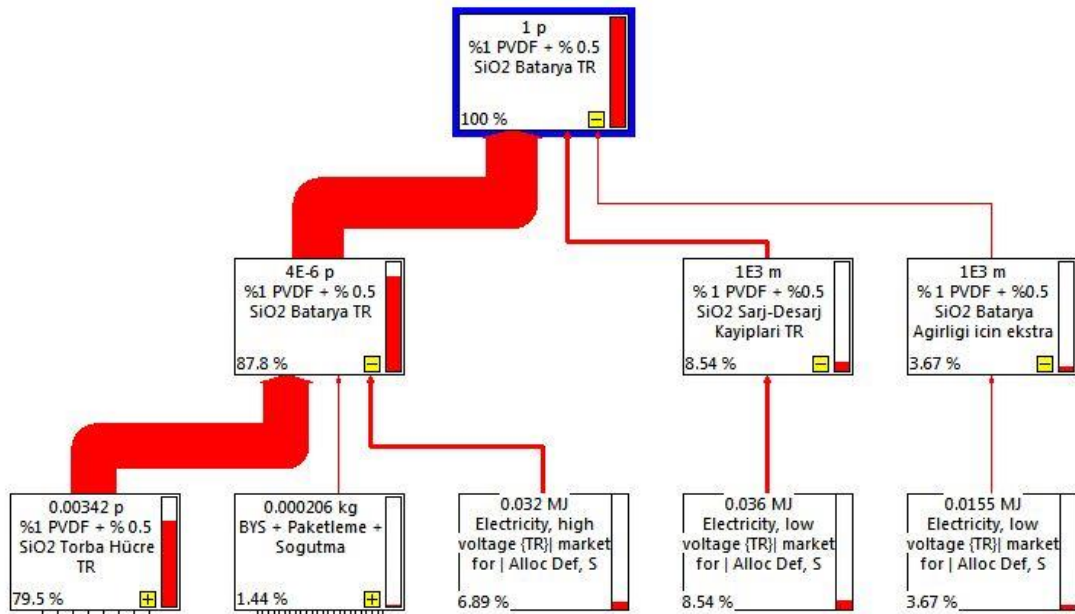 1 p
%1 PVDF + % 0.5
SiO2 Batarya TR
100 %
4E-6 p
%1 PVDF + % 0.5
SiO2 Batarya TR
87.8 %
1E3 m
% 1 PVDF + %0.5
SiO2 Sarj-Desarj
Kayiplari TR
8.54 %
1E3 m
% 1 PVDF + %0.5
SiO2 Batarya
Agirligi icin ekstra
3.67 %
0.00342 p
%1 PVDF + % 0.5
SiO2 Torba Hücre
TR
79.5 %
0.000206 kg
BYS + Paketleme +
Sogutma
1.44 %
0.032 MJ
Electricity, high
voltage {TR}| market
for | Alloc Def, S
6.89 %
0.036 MJ
Electricity, low
voltage {TR}| market
for | Alloc Def, S
8.54 %
0.0155 MJ
Electricity, low
voltage {TR}| market
for | Alloc Def, S
3.67 %